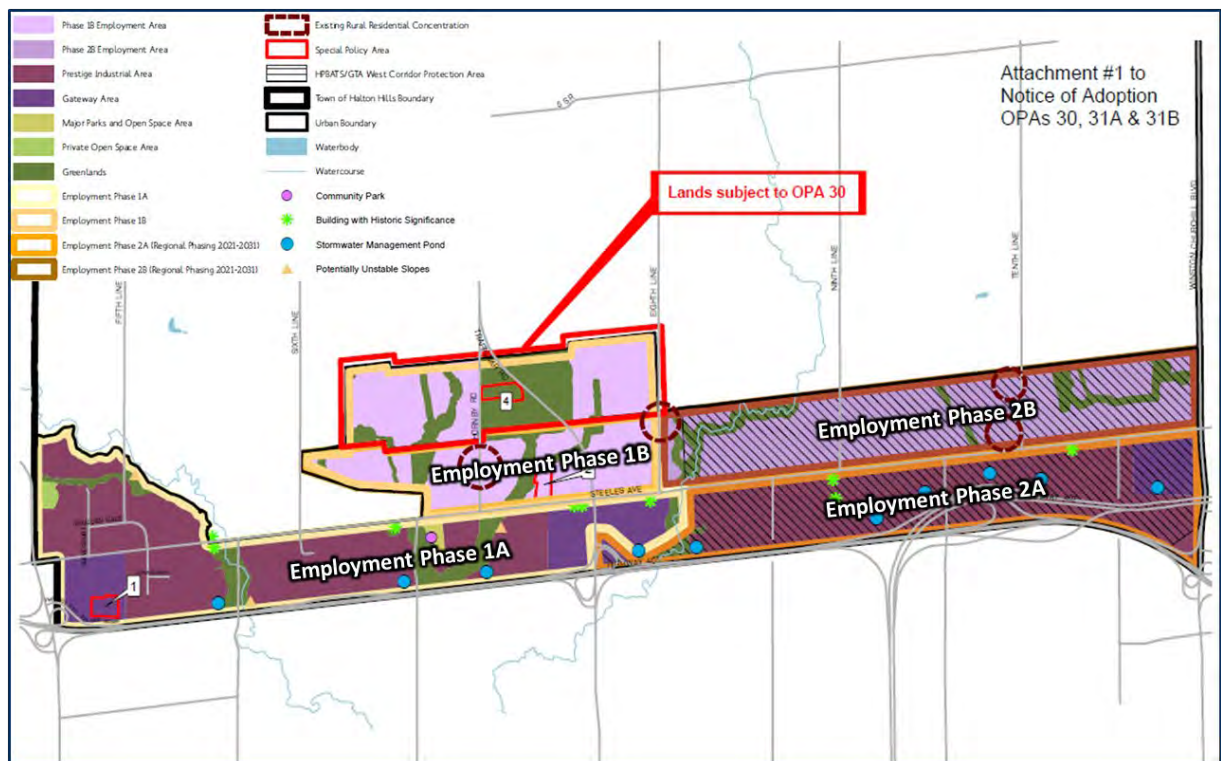 Phase 1B Employment Area
Phase 2B Employment Area
Prestige Industrial Area
Gateway Area
Major Parks and Open Space Area
Private Open Space Area
Greenlands
Employment Phase 1A
Employment Phase 1B
Employment Phase 2A (Regional Phasing 2021-2031)
Employment Phase 2B (Regional Phasing 2021-2031)
Existing Rural Residential Concentration
Special Policy Area
HPBATS/GTA West Corridor Protection Area
Town of Halton Hills Boundary
Urban Boundary
Waterbody
Watercourse
Community Park
Building with Historic Significance
Stormwater Management Pond
Potentially Unstable Slopes
Attachment #1 to
Notice of Adoption
OPAs 30, 31A & 31B
5 SR
Lands subject to OPA 30
FIFTH LINE
SIXTH LINE
EIGHTH LINE
NINTH LINE
TENTH LINE
WINSTON CHURCHILL BLVD
HORNBY RD
4
Employment Phase 1B
Employment Phase 2B
STEELES AVE
Employment Phase 2A
Employment Phase 1A
1